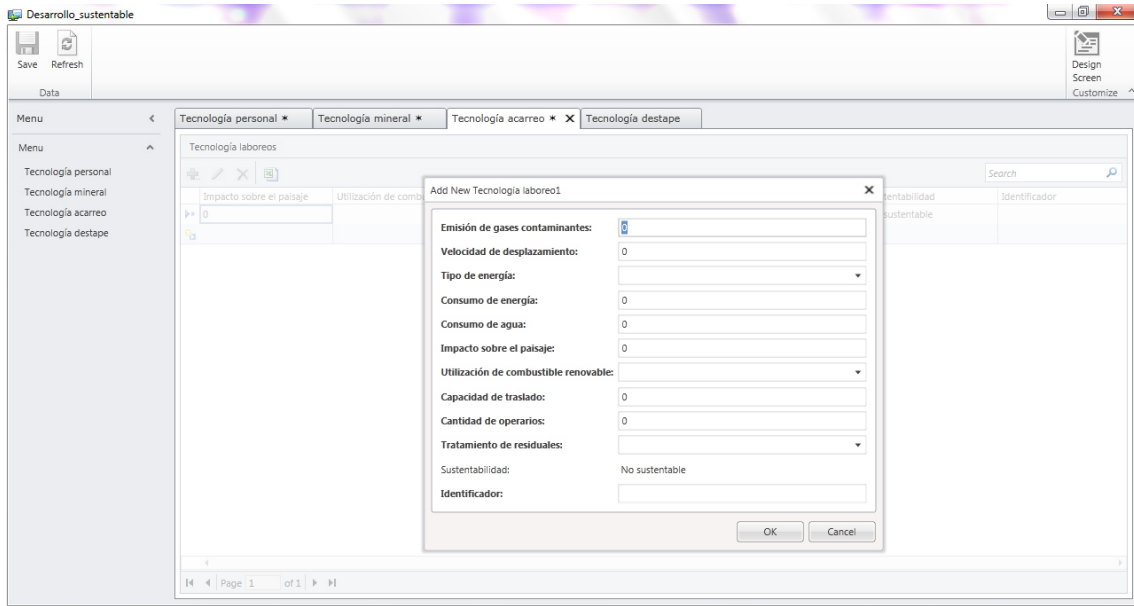 Desarrollo_sustentable
Save Refresh
Design Screen
Data
Customize
Menu
Tecnología personal * Tecnología mineral * Tecnología acarreo * X Tecnología destape
Menu
Tecnología personal
Tecnología mineral
Tecnología acarreo
Tecnología destape
Tecnología laboreos
Search
Impacto sobre el paisaje Utilización de comb tentabilidad Identificador
0 sustentable
Add New Tecnología laboreo1
Emisión de gases contaminantes: 0
Velocidad de desplazamiento: 0
Tipo de energía:
Consumo de energía: 0
Consumo de agua: 0
Impacto sobre el paisaje: 0
Utilización de combustible renovable:
Capacidad de traslado: 0
Cantidad de operarios: 0
Tratamiento de residuales:
Sustentabilidad: No sustentable
Identificador:
OK Cancel
Page 1 of 1